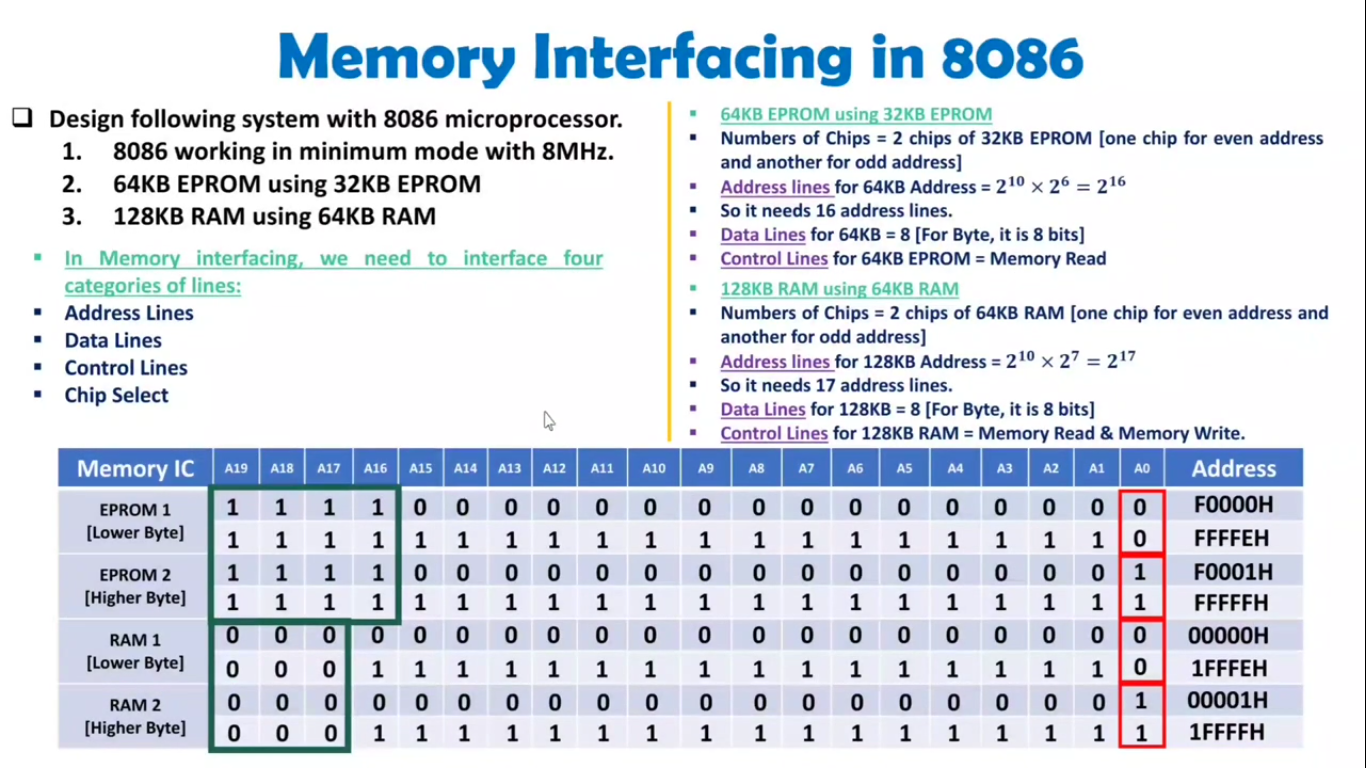 Memory Interfacing in 8086
❑ Design following system with 8086 microprocessor.
1. 8086 working in minimum mode with 8MHz.
2. 64KB EPROM using 32KB EPROM
3. 128KB RAM using 64KB RAM
▪ In Memory interfacing, we need to interface four
categories of lines:
▪ Address Lines
▪ Data Lines
▪ Control Lines
▪ Chip Select
▪ 64KB EPROM using 32KB EPROM
▪ Numbers of Chips = 2 chips of 32KB EPROM [one chip for even address
and another for odd address]
▪ Address lines for 64KB Address = 2¹⁰ × 2⁶ = 2¹⁶
▪ So it needs 16 address lines.
▪ Data Lines for 64KB = 8 [For Byte, it is 8 bits]
▪ Control Lines for 64KB EPROM = Memory Read
▪ 128KB RAM using 64KB RAM
▪ Numbers of Chips = 2 chips of 64KB RAM [one chip for even address and
another for odd address]
▪ Address lines for 128KB Address = 2¹⁰ × 2⁷ = 2¹⁷
▪ So it needs 17 address lines.
▪ Data Lines for 128KB = 8 [For Byte, it is 8 bits]
▪ Control Lines for 128KB RAM = Memory Read & Memory Write.
Memory IC A19 A18 A17 A16 A15 A14 A13 A12 A11 A10 A9 A8 A7 A6 A5 A4 A3 A2 A1 A0 Address
EPROM 1
[Lower Byte]
1 1 1 1 0 0 0 0 0 0 0 0 0 0 0 0 0 0 0 0 F0000H
1 1 1 1 1 1 1 1 1 1 1 1 1 1 1 1 1 1 1 0 FFFFEH
EPROM 2
[Higher Byte]
1 1 1 1 0 0 0 0 0 0 0 0 0 0 0 0 0 0 0 1 F0001H
1 1 1 1 1 1 1 1 1 1 1 1 1 1 1 1 1 1 1 1 FFFFFH
RAM 1
[Lower Byte]
0 0 0 0 0 0 0 0 0 0 0 0 0 0 0 0 0 0 0 0 00000H
0 0 0 1 1 1 1 1 1 1 1 1 1 1 1 1 1 1 1 0 1FFFEH
RAM 2
[Higher Byte]
0 0 0 0 0 0 0 0 0 0 0 0 0 0 0 0 0 0 0 1 00001H
0 0 0 1 1 1 1 1 1 1 1 1 1 1 1 1 1 1 1 1 1FFFFH